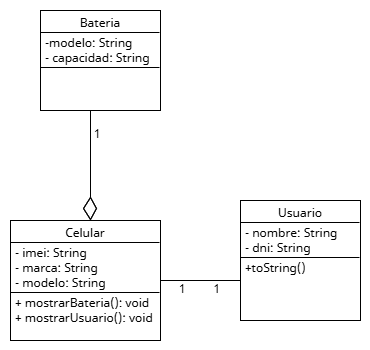 Bateria
-modelo: String
- capacidad: String
1
Celular
- imei: String
- marca: String
- modelo: String
+ mostrarBateria(): void
+ mostrarUsuario(): void
1 1
Usuario
- nombre: String
- dni: String
+toString()